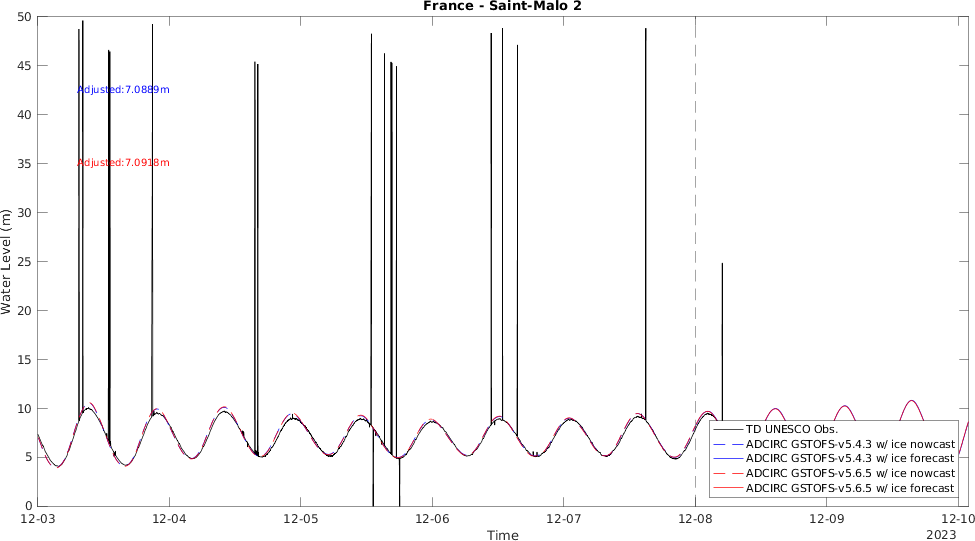 France - Saint-Malo 2
50
45
40
35
30
25
20
15
10
5
0
Water Level (m)
Adjusted:7.0889m
Adjusted:7.0918m
TD UNESCO Obs.
ADCIRC GSTOFS-v5.4.3 w/ ice nowcast
ADCIRC GSTOFS-v5.4.3 w/ ice forecast
ADCIRC GSTOFS-v5.6.5 w/ ice nowcast
ADCIRC GSTOFS-v5.6.5 w/ ice forecast
12-03 12-04 12-05 12-06 12-07 12-08 12-09 12-10
Time
2023